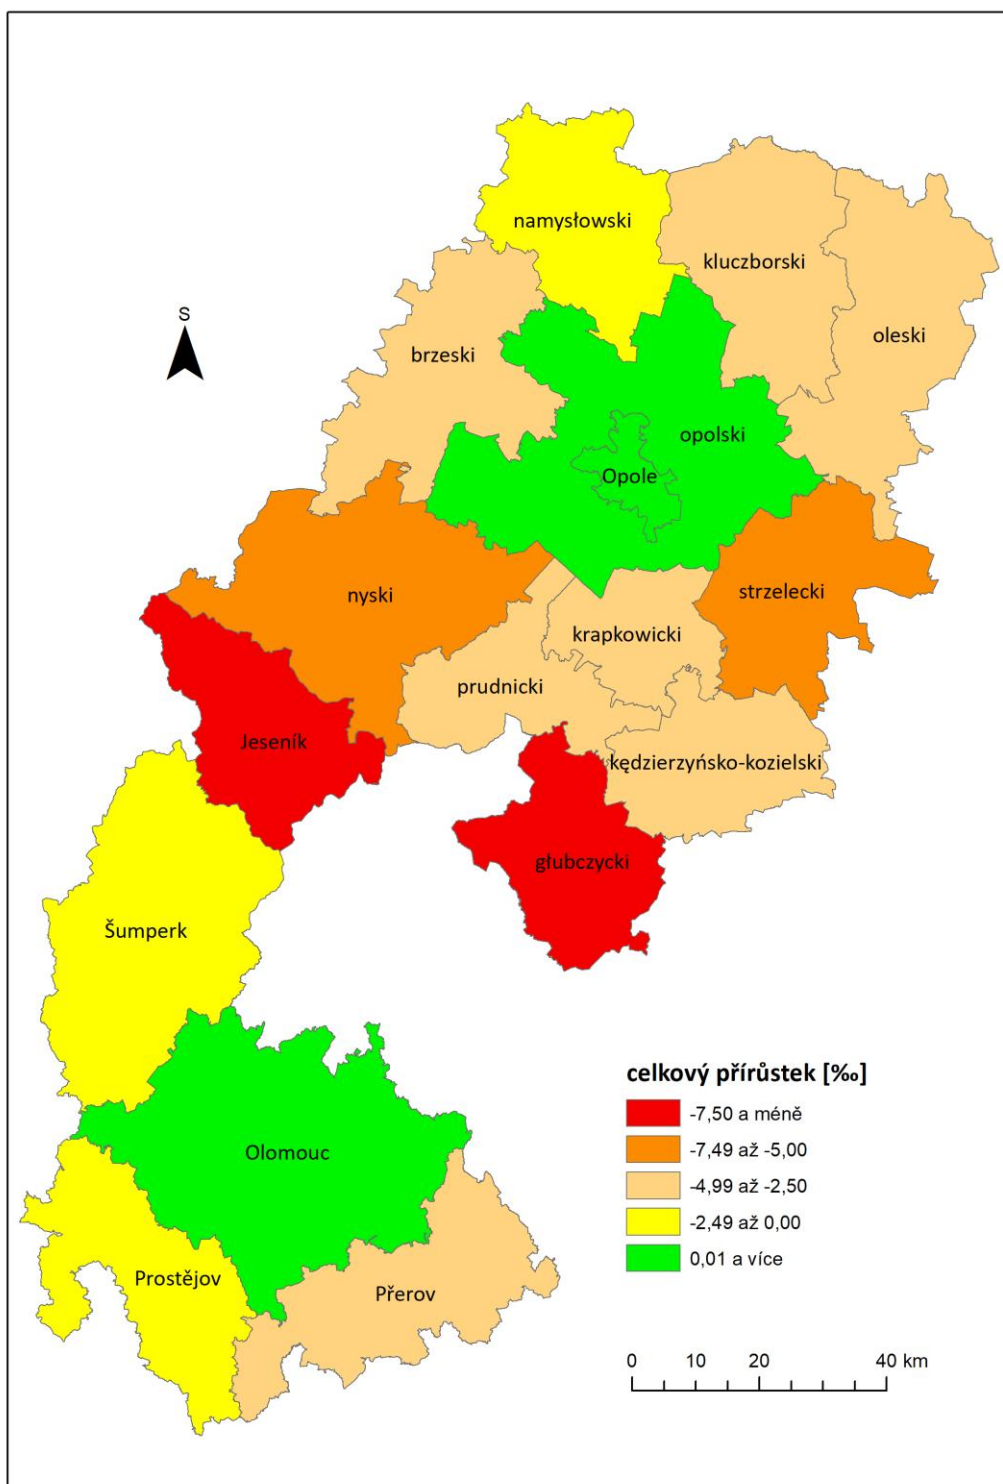 namysłowski
S
kluczborski
oleski
brzeski
opolski
Opole
nyski
strzelecki
krapkowicki
prudnicki
Jeseník
kędzierzyńsko-kozielski
głubczycki
Šumperk
celkový přírůstek [‰]
-7,50 a méně
-7,49 až -5,00
-4,99 až -2,50
-2,49 až 0,00
0,01 a více
Olomouc
Prostějov
Přerov
0 10 20 40 km